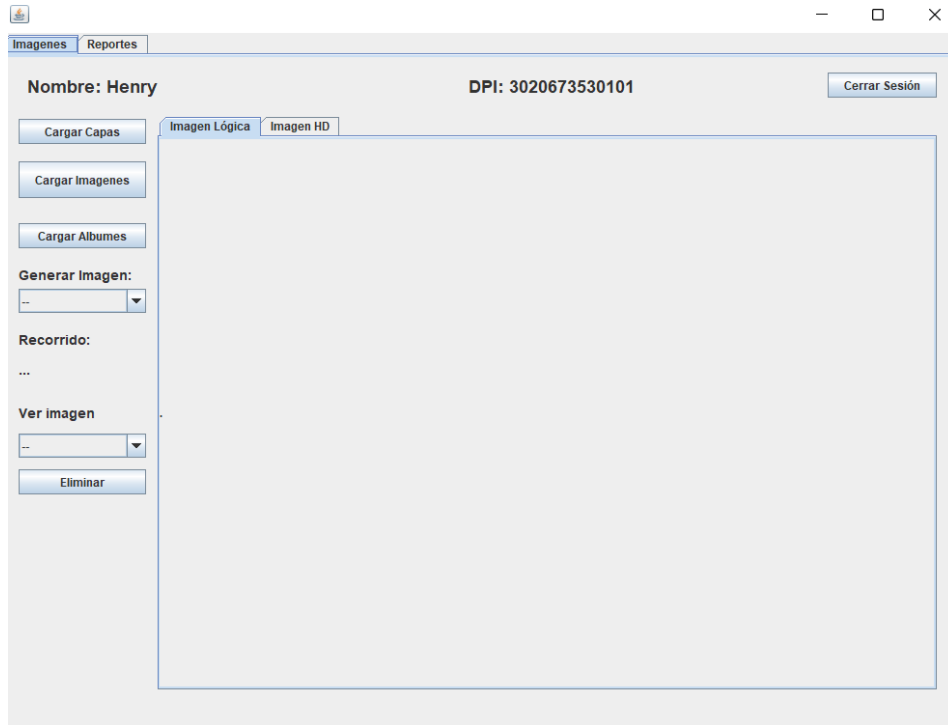 Imagenes Reportes
Nombre: Henry DPI: 3020673530101 Cerrar Sesión
Cargar Capas
Imagen Lógica Imagen HD
Cargar Imagenes
Cargar Albumes
Generar Imagen:
--
Recorrido:
...
Ver imagen
.
--
Eliminar